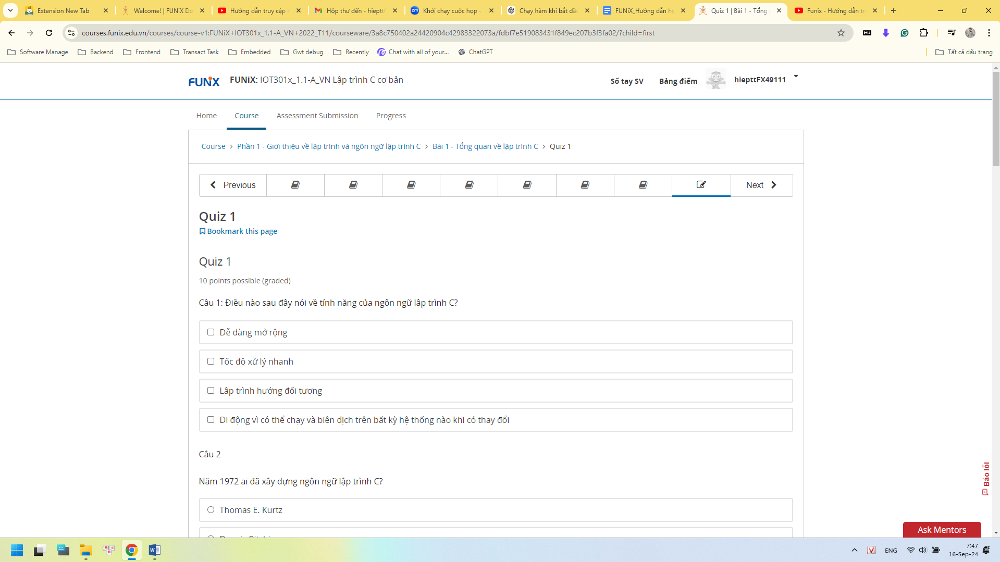 Extension New Tab
Welcome! | FUNiX Do
Hướng dẫn truy cập
Hộp thư đến - hieptt
zm
Khởi chạy cuộc họp -
Chạy hàm khi bắt đầu
FUNiX_Hướng dẫn họ
Quiz 1 | Bài 1 - Tổng
Funix - Hướng dẫn tr
courses.funix.edu.vn/courses/course-v1:FUNiX+IOT301x_1.1-A_VN+2022_T11/courseware/3a8c750402a24420904c42983322073a/fdbf7e519083431f849ec207b3f3fa02/?child=first
Software Manage
Backend
Frontend
Transact Task
Embedded
Gwt debug
Recently
Chat with all of your...
ChatGPT
Tất cả dấu trang
FUNiX
FUNiX: IOT301x_1.1-A_VN Lập trình C cơ bản
Sổ tay SV
Bảng điểm
hiepttFX49111
Home
Course
Assessment Submission
Progress
Course > Phần 1 - Giới thiệu về lập trình và ngôn ngữ lập trình C > Bài 1 - Tổng quan về lập trình C > Quiz 1
Previous
Next
Quiz 1
Bookmark this page
Quiz 1
10 points possible (graded)
Câu 1: Điều nào sau đây nói về tính năng của ngôn ngữ lập trình C?
Dễ dàng mở rộng
Tốc độ xử lý nhanh
Lập trình hướng đối tượng
Di động vì có thể chạy và biên dịch trên bất kỳ hệ thống nào khi có thay đổi
Câu 2
Năm 1972 ai đã xây dựng ngôn ngữ lập trình C?
Thomas E. Kurtz
Báo lỗi
Ask Mentors
ENG
7:47
16-Sep-24